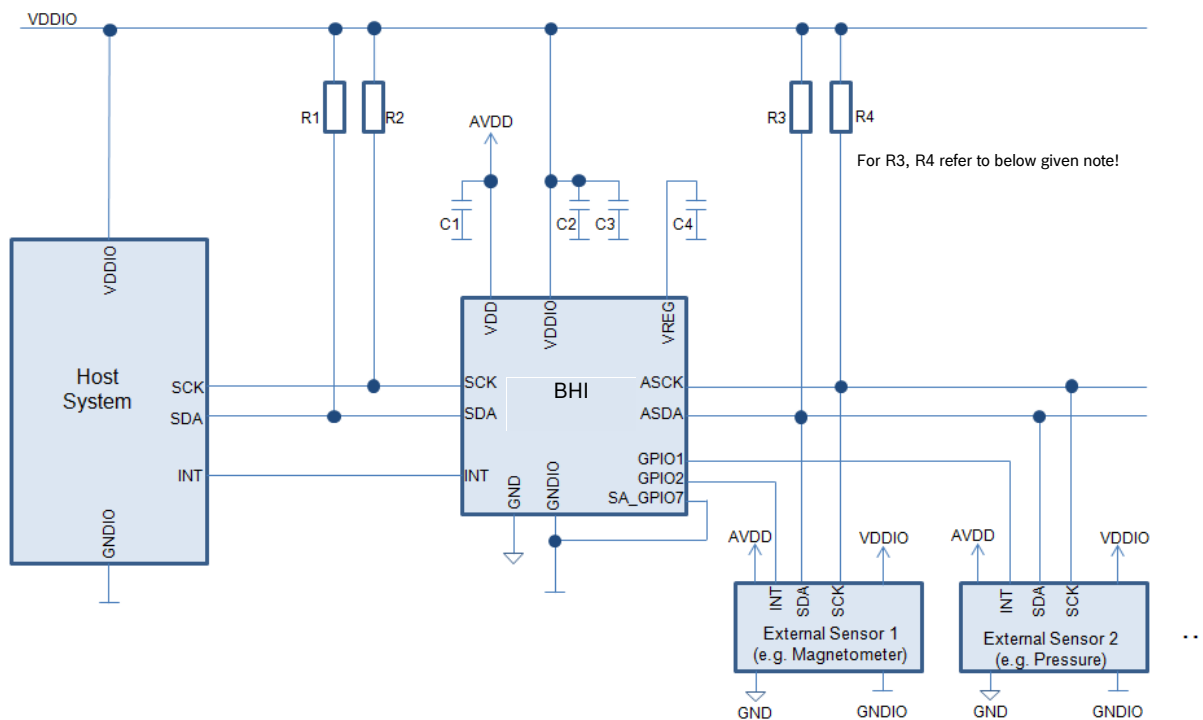 VDDIO
R1
R2
AVDD
R3
R4
For R3, R4 refer to below given note!
C1
C2
C3
C4
VDDIO
Host
System
SCK
SDA
INT
GNDIO
VDD
VDDIO
VREG
SCK
BHI
ASCK
SDA
ASDA
GPIO1
INT
GPIO2
SA_GPIO7
GND
GNDIO
AVDD
VDDIO
INT
SDA
SCK
External Sensor 1
(e.g. Magnetometer)
GND
GNDIO
AVDD
VDDIO
INT
SDA
SCK
External Sensor 2
(e.g. Pressure)
GND
GNDIO
..